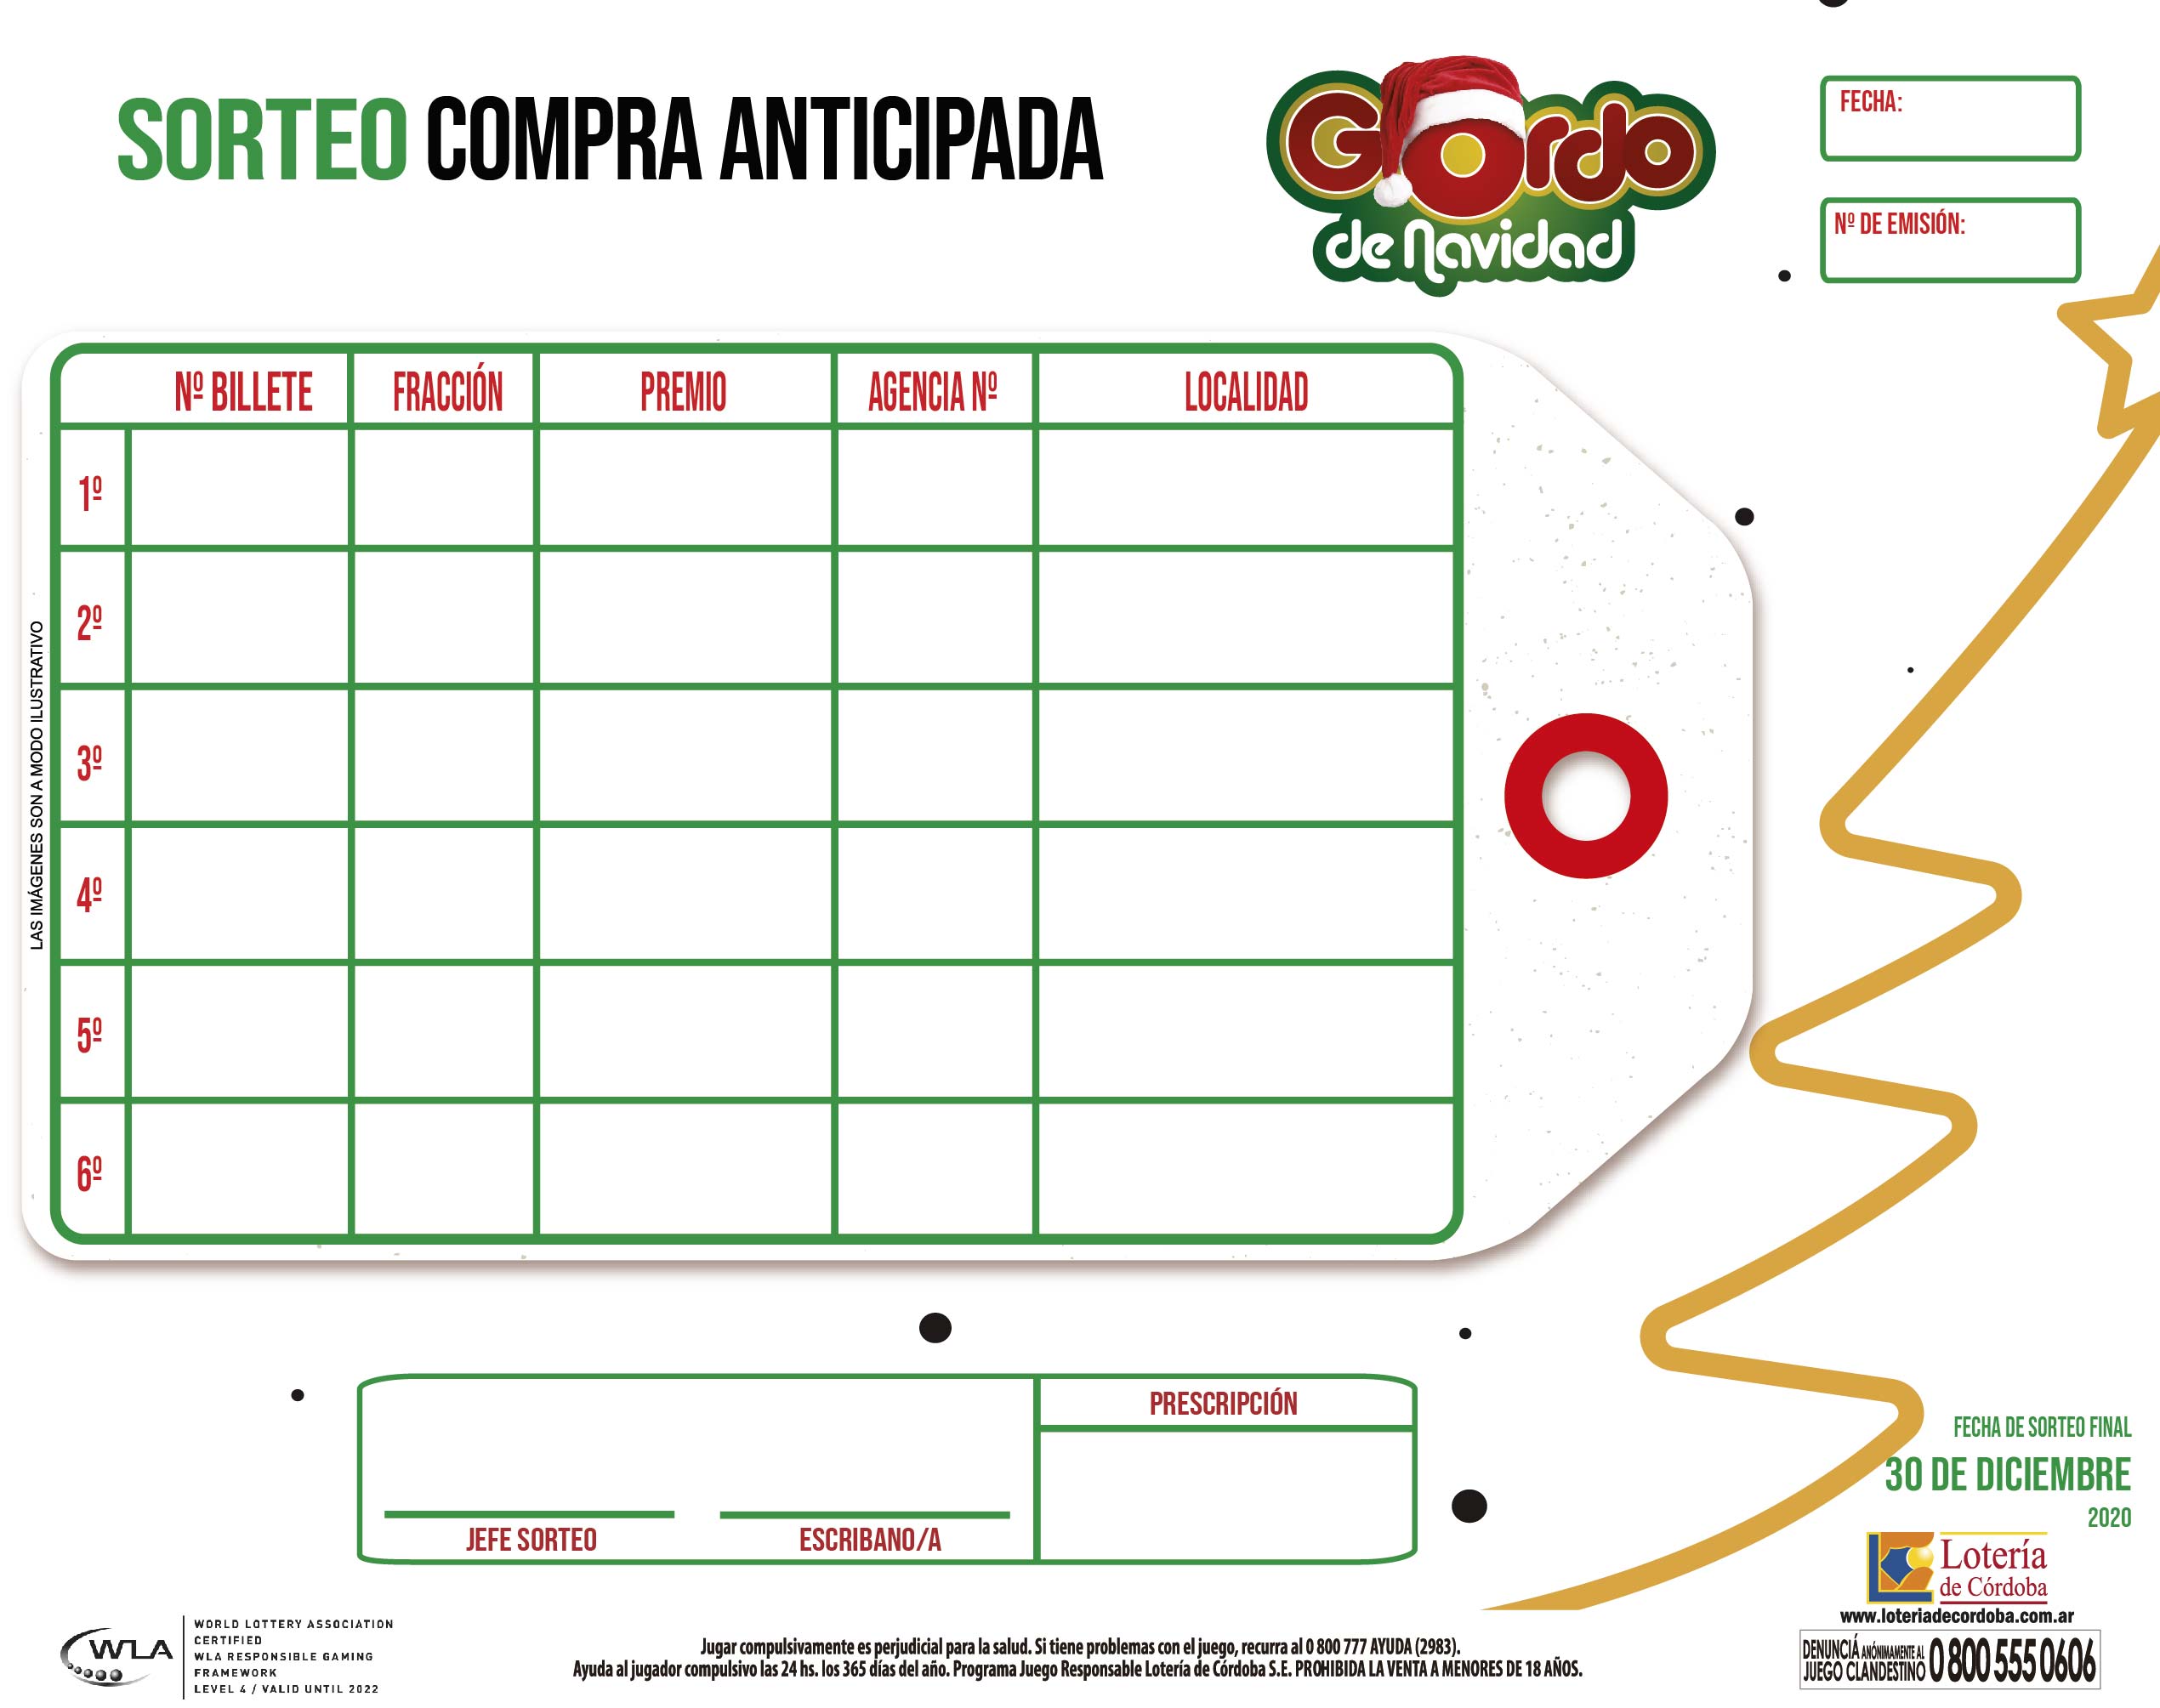 SORTEO COMPRA ANTICIPADA
Gordo
de Navidad
FECHA:
Nº DE EMISIÓN:
Nº BILLETE FRACCIÓN PREMIO AGENCIA Nº LOCALIDAD
1º
2º
3º
4º
5º
6º
LAS IMÁGENES SON A MODO ILUSTRATIVO
PRESCRIPCIÓN
JEFE SORTEO ESCRIBANO/A
FECHA DE SORTEO FINAL
30 DE DICIEMBRE
2020
Lotería
de Córdoba
www.loteriadecordoba.com.ar
WLA
WORLD LOTTERY ASSOCIATION
CERTIFIED
WLA RESPONSIBLE GAMING
FRAMEWORK
LEVEL 4 / VALID UNTIL 2022
Jugar compulsivamente es perjudicial para la salud. Si tiene problemas con el juego, recurra al 0 800 777 AYUDA (2983).
Ayuda al jugador compulsivo las 24 hs. los 365 días del año. Programa Juego Responsable Lotería de Córdoba S.E. PROHIBIDA LA VENTA A MENORES DE 18 AÑOS.
DENUNCIÁ ANÓNIMAMENTE AL
JUEGO CLANDESTINO 0 800 555 0606